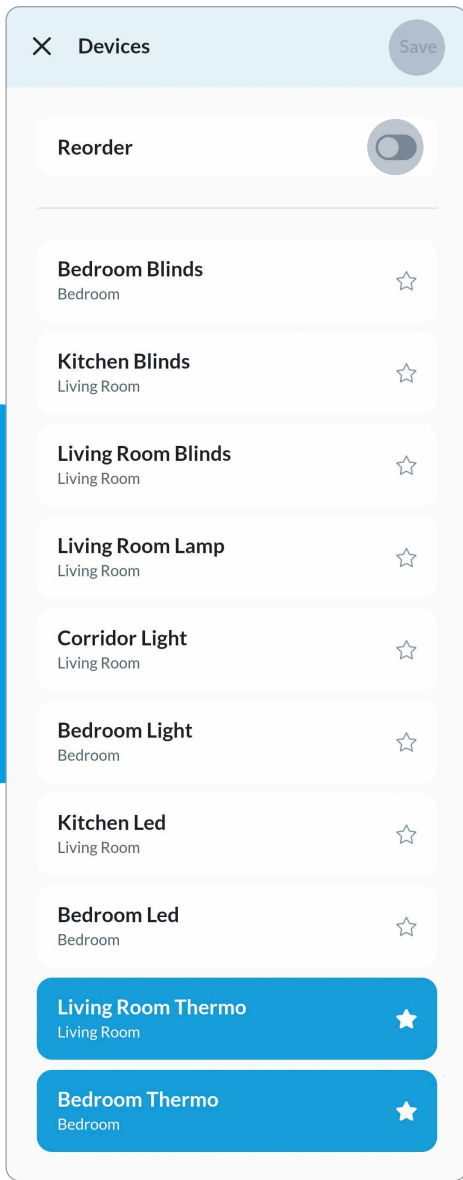 Devices
Save
Reorder
Bedroom Blinds
Bedroom
Kitchen Blinds
Living Room
Living Room Blinds
Living Room
Living Room Lamp
Living Room
Corridor Light
Living Room
Bedroom Light
Bedroom
Kitchen Led
Living Room
Bedroom Led
Bedroom
Living Room Thermo
Living Room
Bedroom Thermo
Bedroom